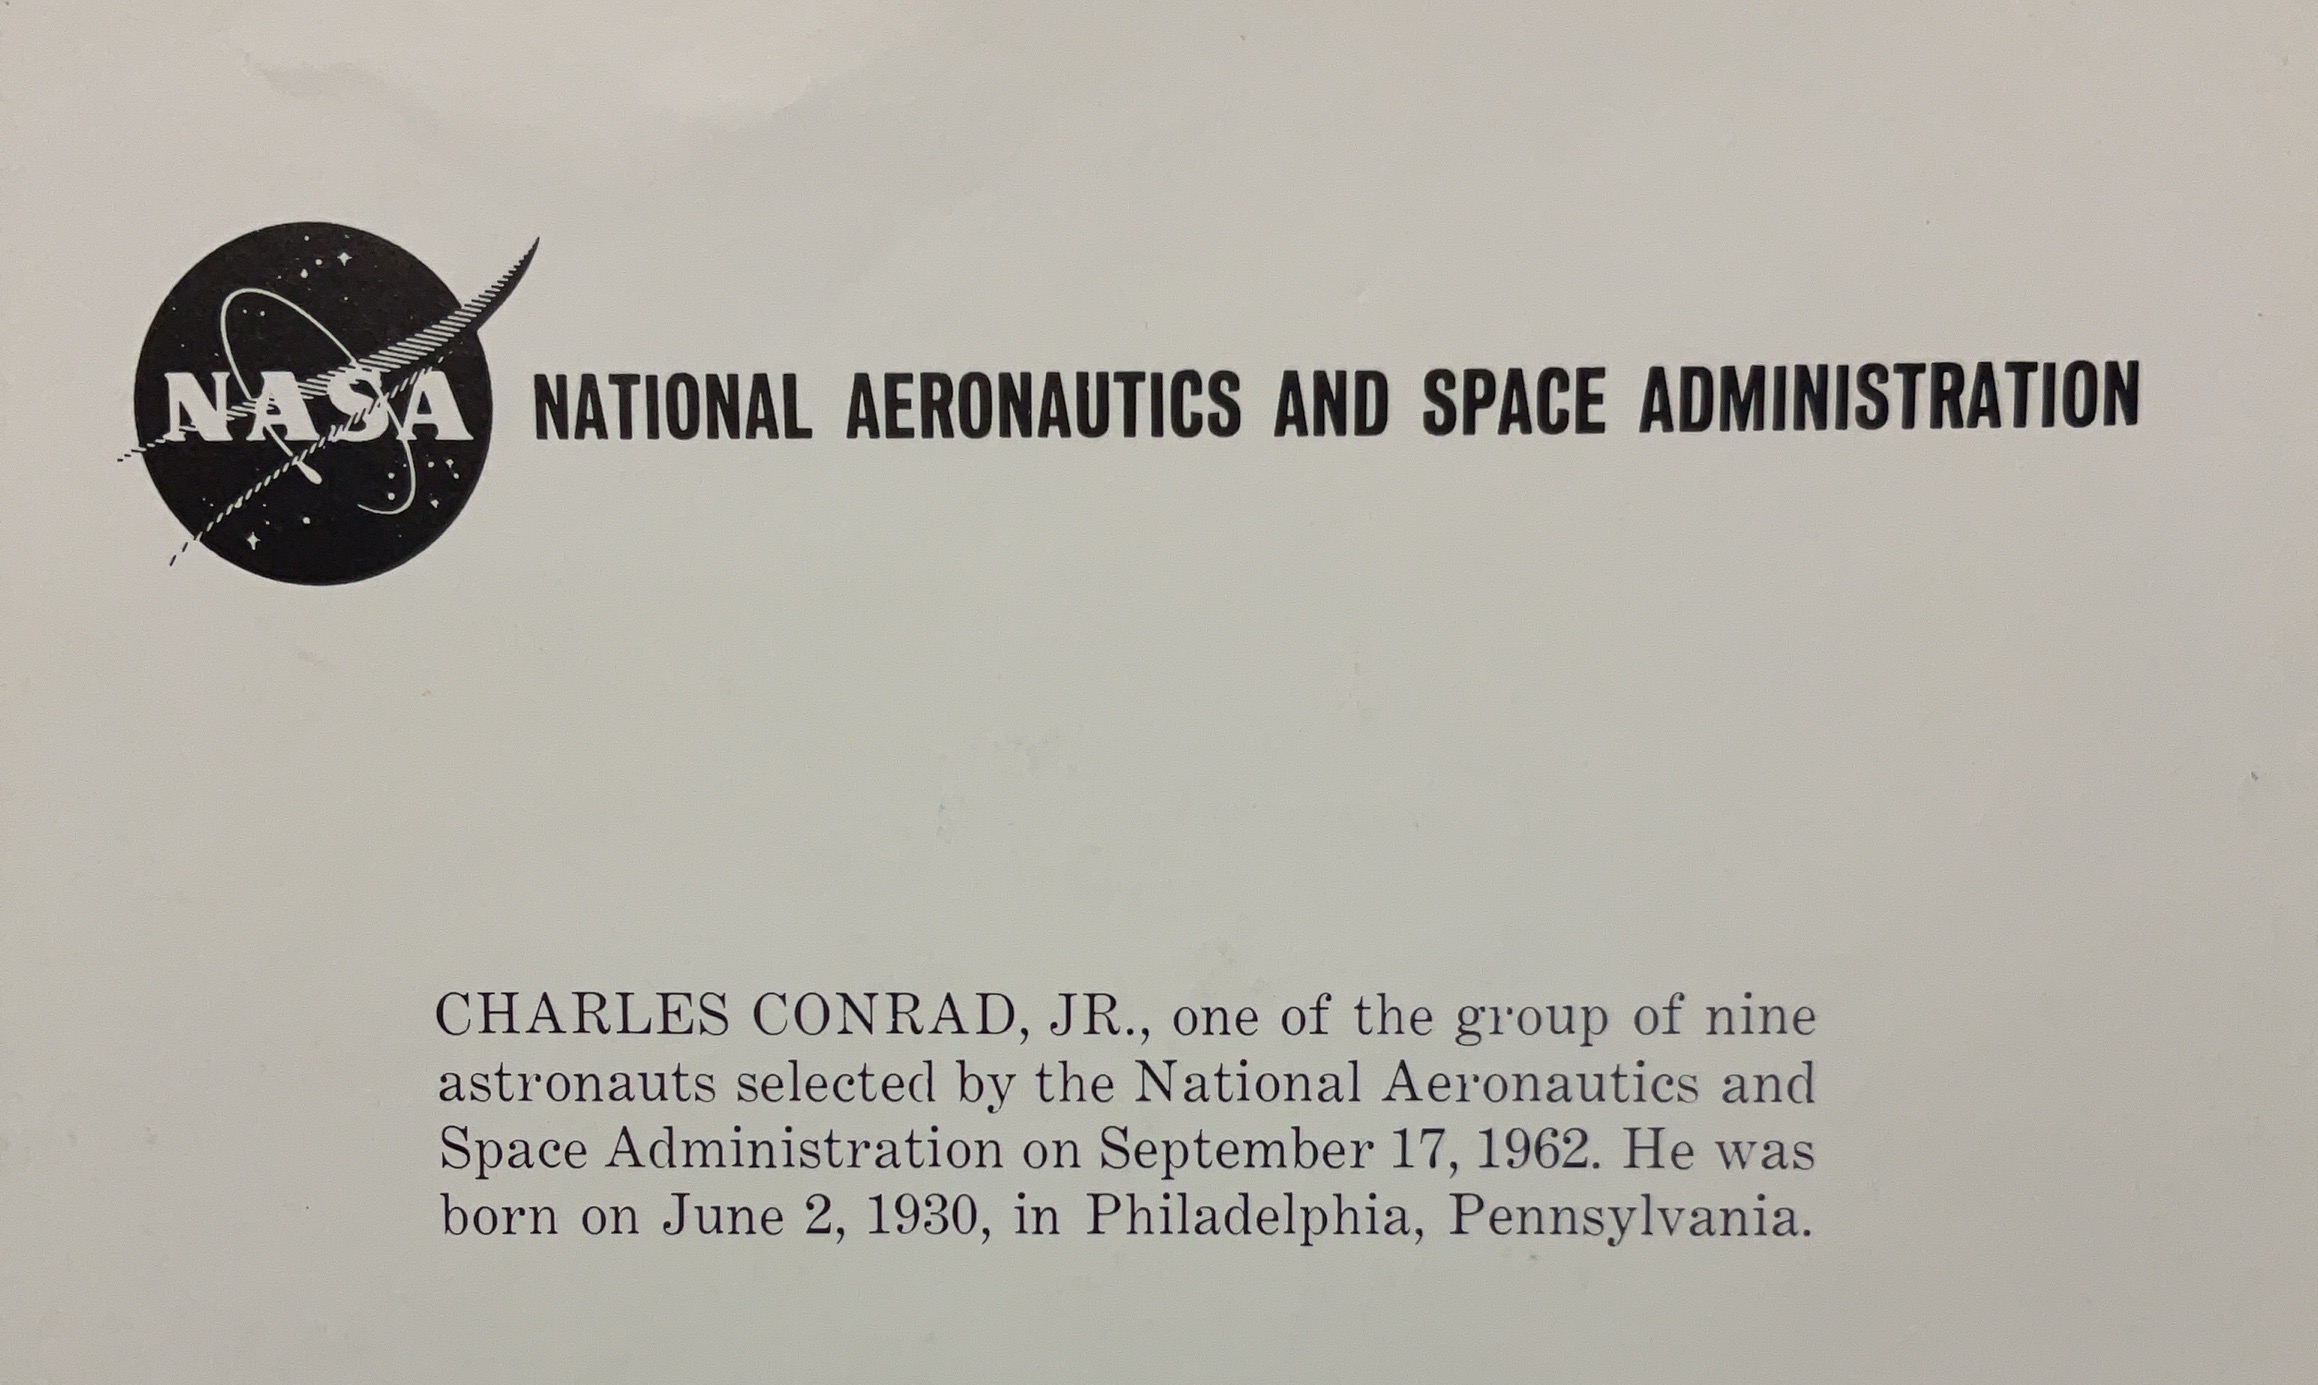 NASA
NATIONAL AERONAUTICS AND SPACE ADMINISTRATION
CHARLES CONRAD, JR., one of the group of nine
astronauts selected by the National Aeronautics and
Space Administration on September 17, 1962. He was
born on June 2, 1930, in Philadelphia, Pennsylvania.